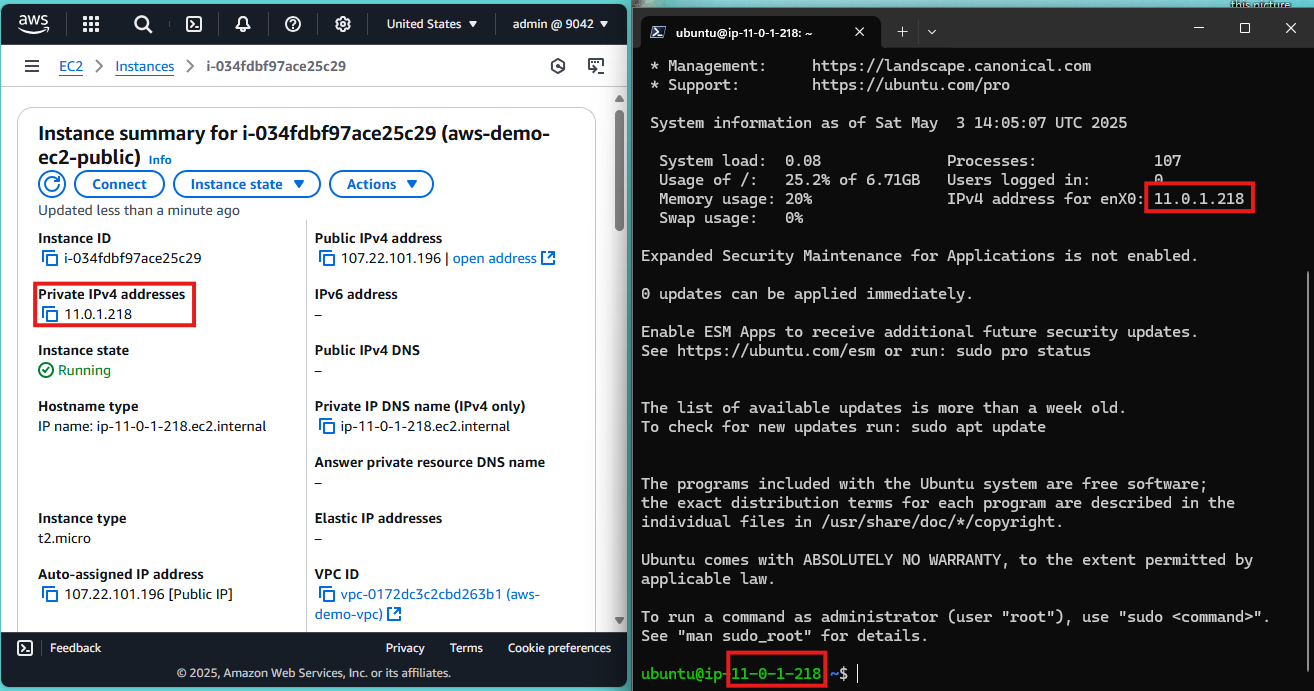 this picture
aws
United States ▼
admin @ 9042 ▼
EC2 > Instances > i-034fdbf97ace25c29
Instance summary for i-034fdbf97ace25c29 (aws-demo-
ec2-public) Info
Connect
Instance state ▼
Actions ▼
Updated less than a minute ago
Instance ID
i-034fdbf97ace25c29
Public IPv4 address
107.22.101.196 | open address
Private IPv4 addresses
11.0.1.218
IPv6 address
–
Instance state
Running
Public IPv4 DNS
–
Hostname type
IP name: ip-11-0-1-218.ec2.internal
Private IP DNS name (IPv4 only)
ip-11-0-1-218.ec2.internal
Answer private resource DNS name
–
Instance type
t2.micro
Elastic IP addresses
–
Auto-assigned IP address
107.22.101.196 [Public IP]
VPC ID
vpc-0172dc3c2cbd263b1 (aws-
demo-vpc)
Feedback
Privacy
Terms
Cookie preferences
© 2025, Amazon Web Services, Inc. or its affiliates.
ubuntu@ip-11-0-1-218: ~
* Management:     https://landscape.canonical.com
* Support:        https://ubuntu.com/pro
System information as of Sat May  3 14:05:07 UTC 2025
System load:  0.08               Processes:             107
Usage of /:   25.2% of 6.71GB   Users logged in:       0
Memory usage: 20%                IPv4 address for enX0: 11.0.1.218
Swap usage:   0%
Expanded Security Maintenance for Applications is not enabled.
0 updates can be applied immediately.
Enable ESM Apps to receive additional future security updates.
See https://ubuntu.com/esm or run: sudo pro status
The list of available updates is more than a week old.
To check for new updates run: sudo apt update
The programs included with the Ubuntu system are free software;
the exact distribution terms for each program are described in the
individual files in /usr/share/doc/*/copyright.
Ubuntu comes with ABSOLUTELY NO WARRANTY, to the extent permitted by
applicable law.
To run a command as administrator (user "root"), use "sudo <command>".
See "man sudo_root" for details.
ubuntu@ip-11-0-1-218:~$